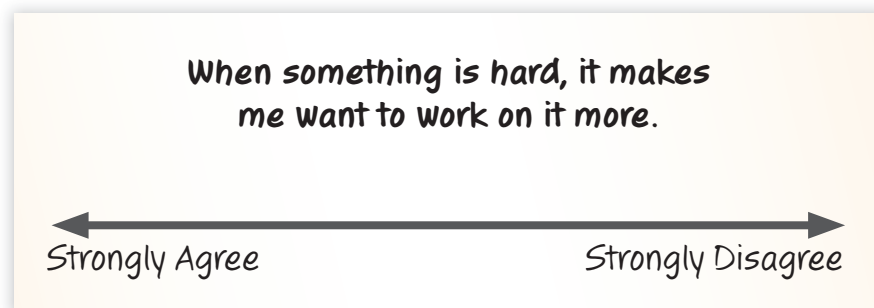 When something is hard, it makes
me want to work on it more.
Strongly Agree
Strongly Disagree